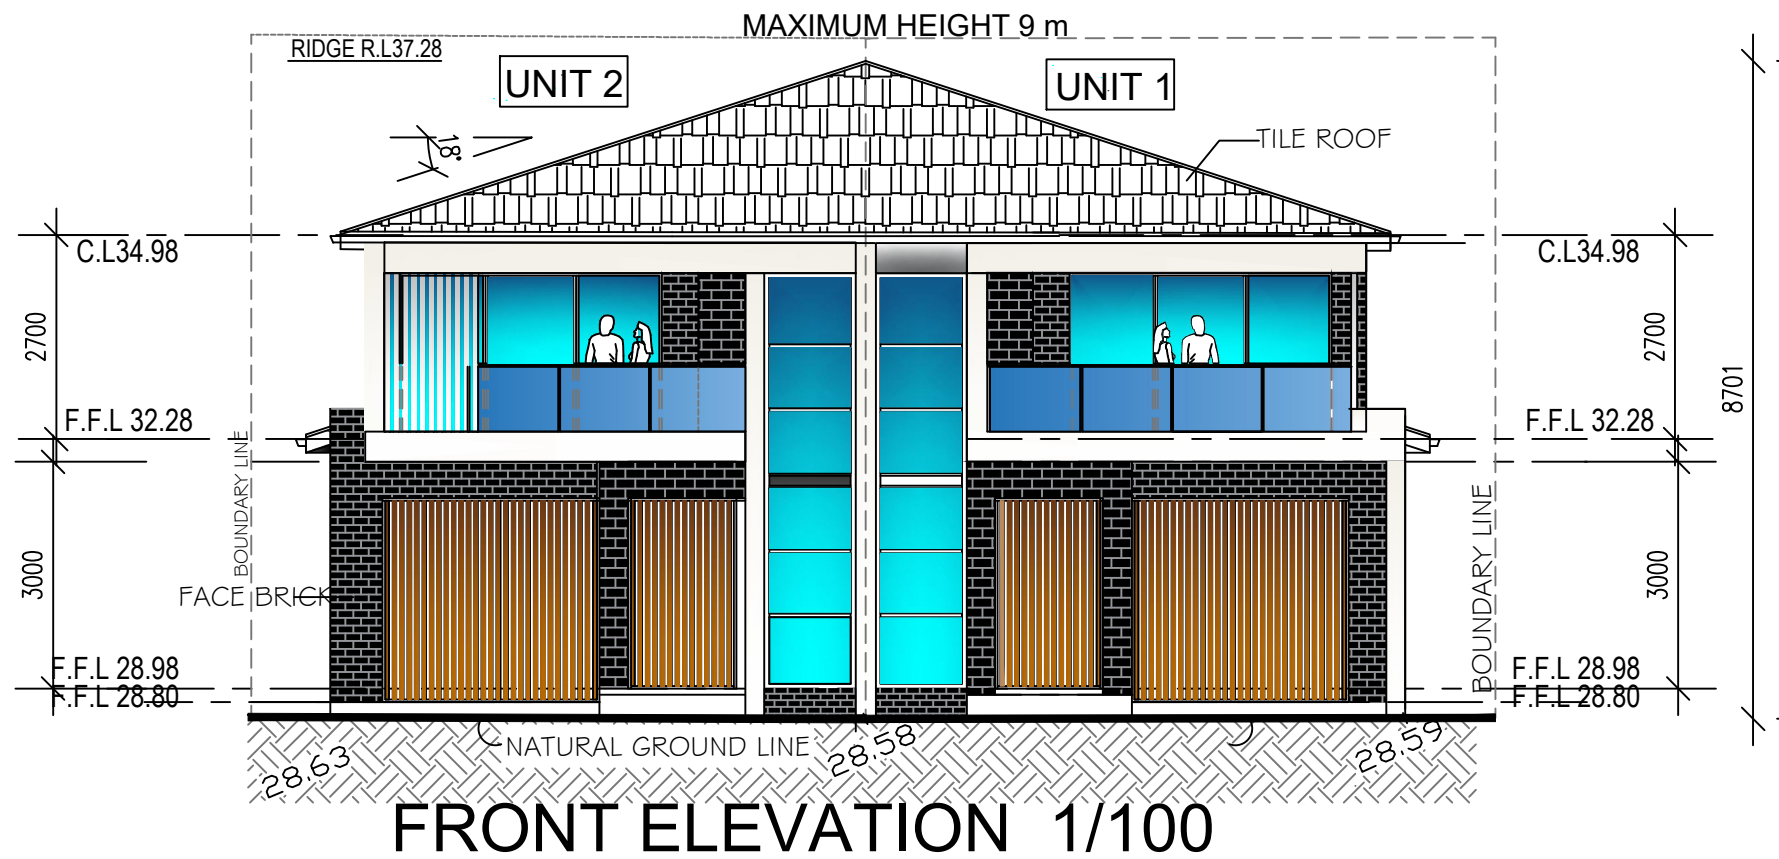 MAXIMUM HEIGHT 9 m
RIDGE R.L37.28
UNIT 2
UNIT 1
18°
TILE ROOF
C.L34.98
C.L34.98
2700
2700
8701
F.F.L 32.28
F.F.L 32.28
BOUNDARY LINE
BOUNDARY LINE
3000
3000
FACE BRICK
F.F.L 28.98
F.F.L 28.98
F.F.L 28.80
F.F.L 28.80
NATURAL GROUND LINE
28.63
28.58
28.59
FRONT ELEVATION 1/100